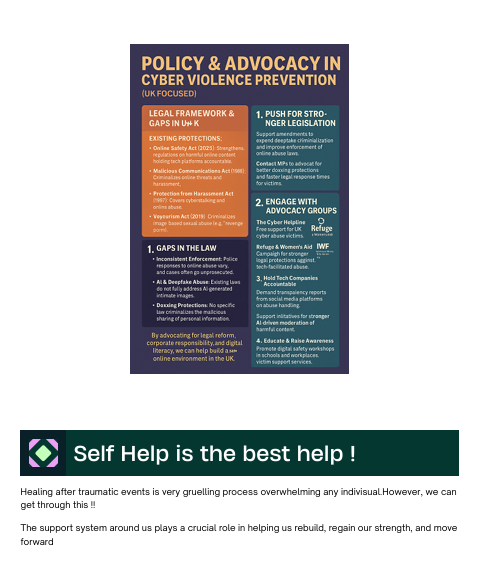 POLICY & ADVOCACY IN
CYBER VIOLENCE PREVENTION
(UK FOCUSED)
LEGAL FRAMEWORK &
GAPS IN U K
EXISTING PROTECTIONS:
• Online Safety Act (2025) Strengthens
regulations on harmful online content
holding tech platforms accountable.
• Malicious Communications Act (1988)
Criminalizes online threats and
harassment.
• Protection from Harassment Act
(1997) Covers cyberstalking and
online abuse.
• Voyeurism Act (2019) Criminalizes
image-based sexual abuse (e.g. "revenge
porn).
1. GAPS IN THE LAW
• Inconsistent Enforcement: Police
responses to online abuse vary,
and cases often go unprosecuted.
• AI & Deepfake Abuse: Existing laws
do not fully address AI-generated
intimate images.
• Doxxing Protections: No specific
law criminalizes the malicious
sharing of personal information.
By advocating for legal reform,
corporate responsibility, and digital
literacy, we can help build a
online environment in the UK.
1. PUSH FOR STRO-
NGER LEGISLATION
Support amendments to
expend deeptake criminialization
and improve enforcement of
online abuse laws.
Contact MPs to advocat for
better doxxing protections
and faster legal response times
for victims.
2. ENGAGE WITH
ADVOCACY GROUPS
The Cyber Helpline
Free support for UK
cyber abuse victims.
Refuge
Refuge & Women's Aid
Campaign for stronger
legal protections against
tech-facilitated abuse.
IWF
3. Hold Tech Companies
Accountable
Demand transparency reports
from social media platforms
on abuse handling.
Support initiatives for stronger
AI driven moderation of
harmful content.
4. Educate & Raise Awareness
Promote digital safety workshops
in schools and workplaces.
victim support services.
Self Help is the best help !
Healing after traumatic events is very gruelling process overwhelming any indivisual.However, we can
get through this !!
The support system around us plays a crucial role in helping us rebuild, regain our strength, and move
forward